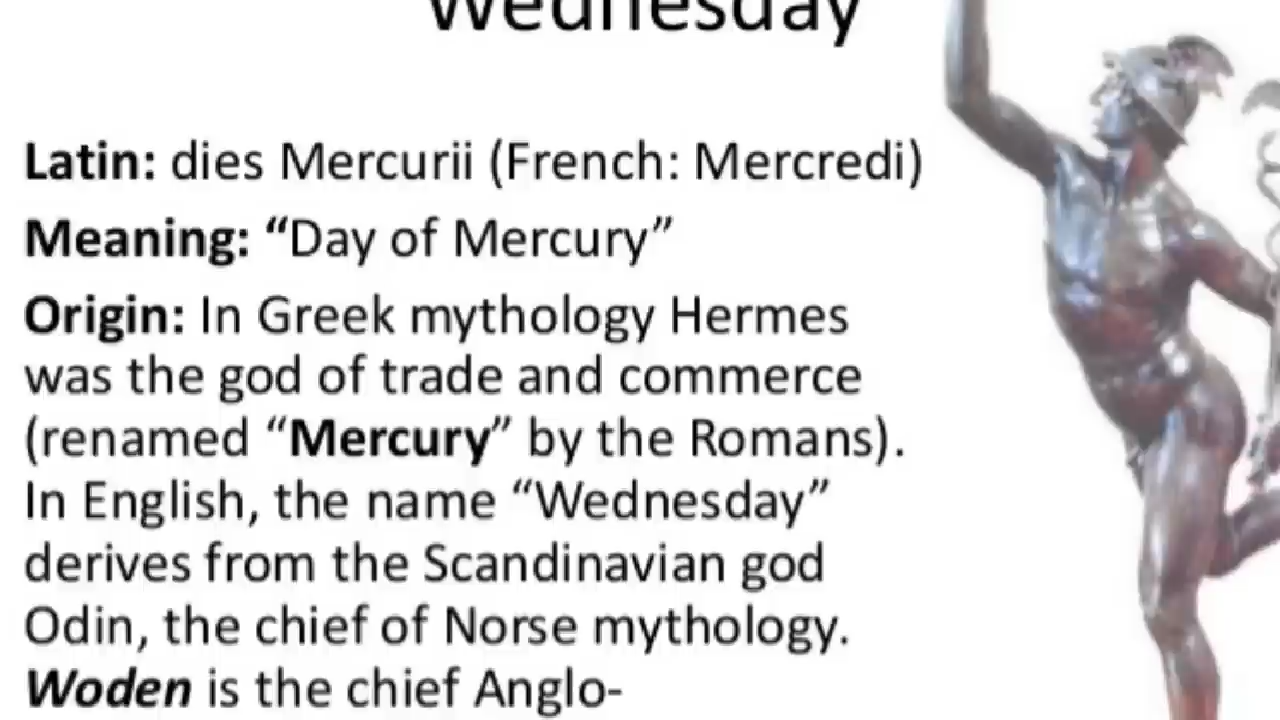 Wednesday
Latin: dies Mercurii (French: Mercredi)
Meaning: “Day of Mercury”
Origin: In Greek mythology Hermes
was the god of trade and commerce
(renamed “Mercury” by the Romans).
In English, the name “Wednesday”
derives from the Scandinavian god
Odin, the chief of Norse mythology.
Woden is the chief Anglo-